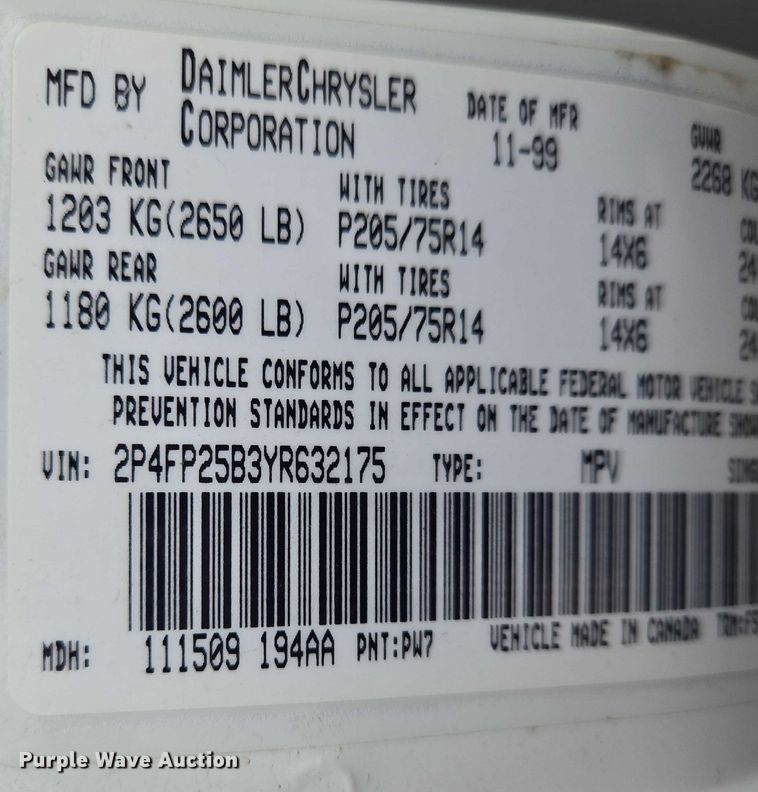 MFD BY DAIMLERCHRYSLER CORPORATION DATE OF MFR 11-99 GVWR 2268 KG
GAWR FRONT WITH TIRES RIMS AT
1203 KG(2650 LB) P205/75R14 14X6
GAWR REAR WITH TIRES RIMS AT
1180 KG(2600 LB) P205/75R14 14X6
THIS VEHICLE CONFORMS TO ALL APPLICABLE FEDERAL MOTOR VEHICLE
PREVENTION STANDARDS IN EFFECT ON THE DATE OF MANUFACTURE
VIN: 2P4FP25B3YR632175 TYPE: MPV
MDH: 111509 194AA PNT:PW7 VEHICLE MADE IN CANADA
Purple Wave Auction